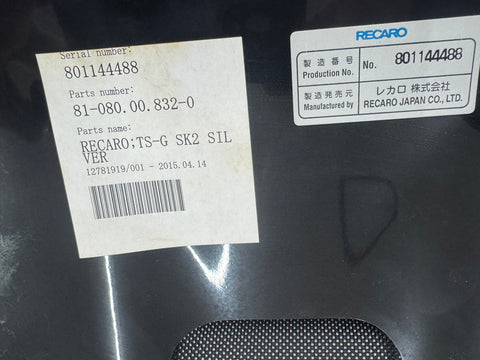 Serial number:
801144488
Parts number:
81-080.00.832-0
Parts name:
RECARO;TS-G SK2 SIL
VER
12781919/001 - 2015.04.14
RECARO
製造番号
Production No.
No. 801144488
製造発売元
Manufactured by
レカロ 株式会社
RECARO JAPAN CO., LTD.